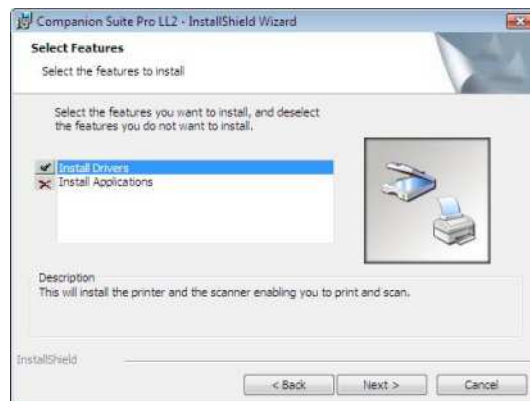 Companion Suite Pro LL2 - InstallShield Wizard
Select Features
Select the features to install
Select the features you want to install, and deselect
the features you do not want to install.
Install Drivers
Install Applications
Description
This will install the printer and the scanner enabling you to print and scan.
InstallShield
< Back
Next >
Cancel